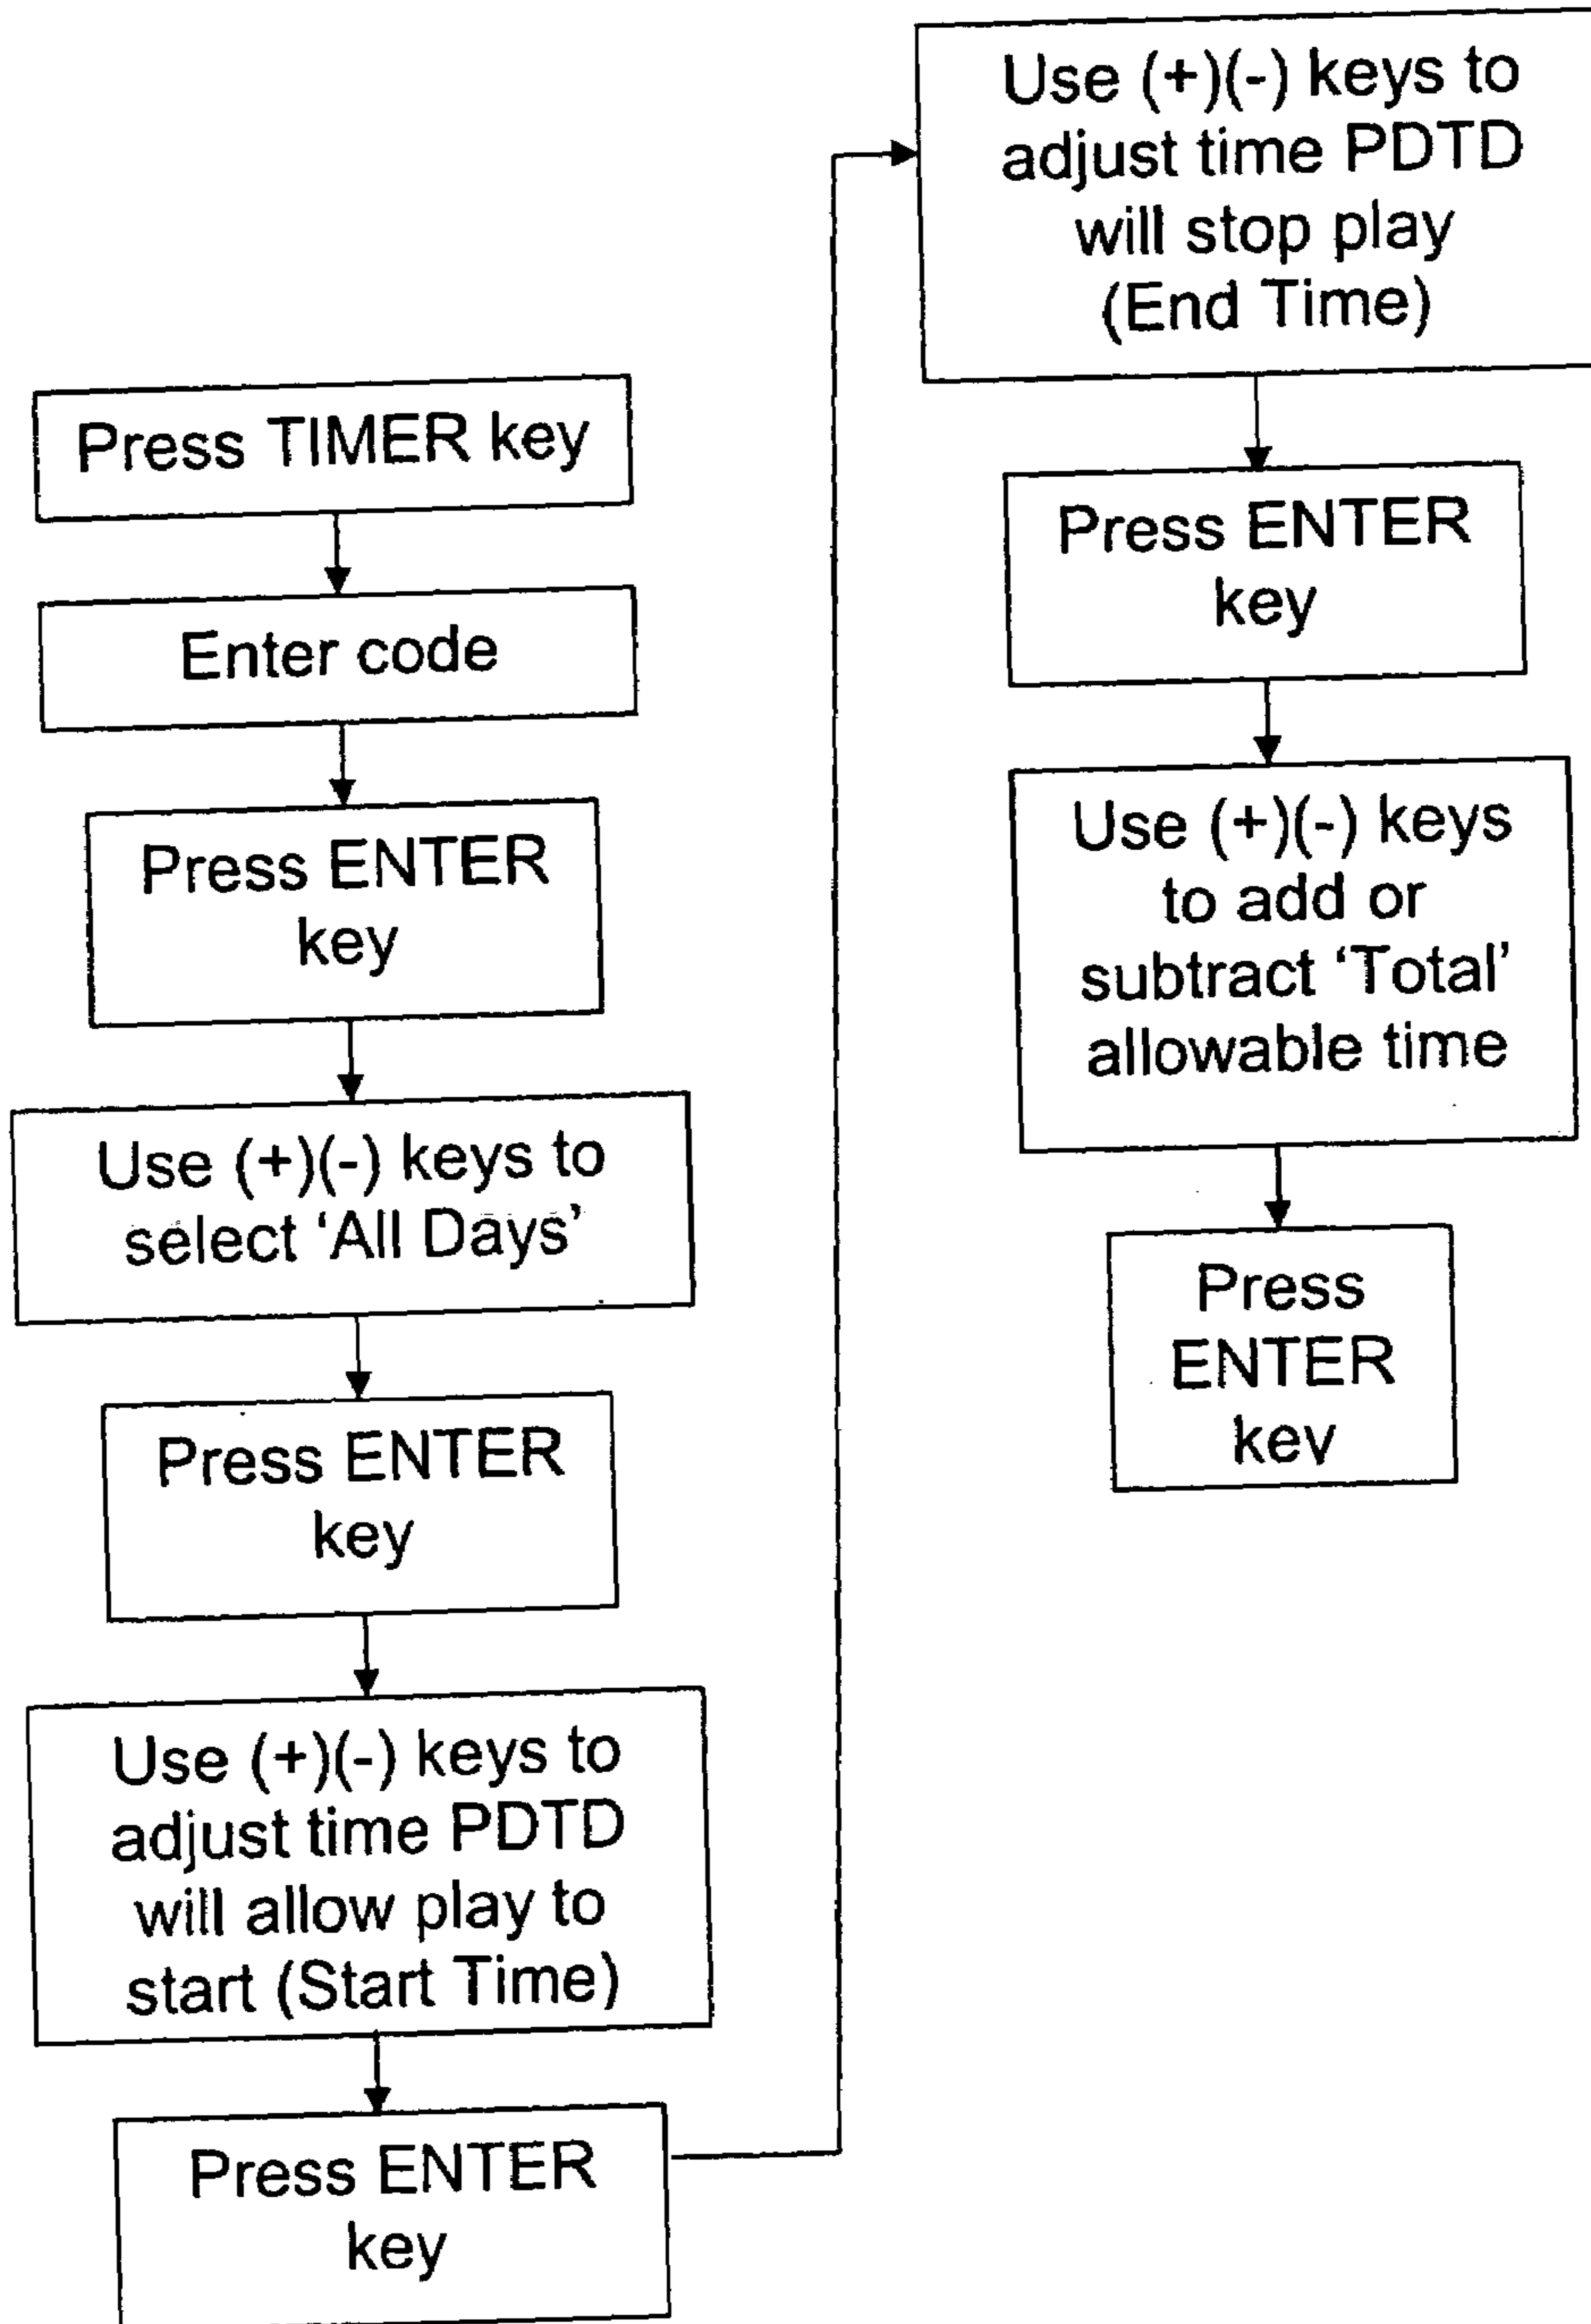 Press TIMER key
Enter code
Press ENTER
key
Use (+)(-) keys to
select ‘All Days’
Press ENTER
key
Use (+)(-) keys to
adjust time PDTD
will allow play to
start (Start Time)
Press ENTER
key
Use (+)(-) keys to
adjust time PDTD
will stop play
(End Time)
Press ENTER
key
Use (+)(-) keys
to add or
subtract ‘Total’
allowable time
Press
ENTER
key